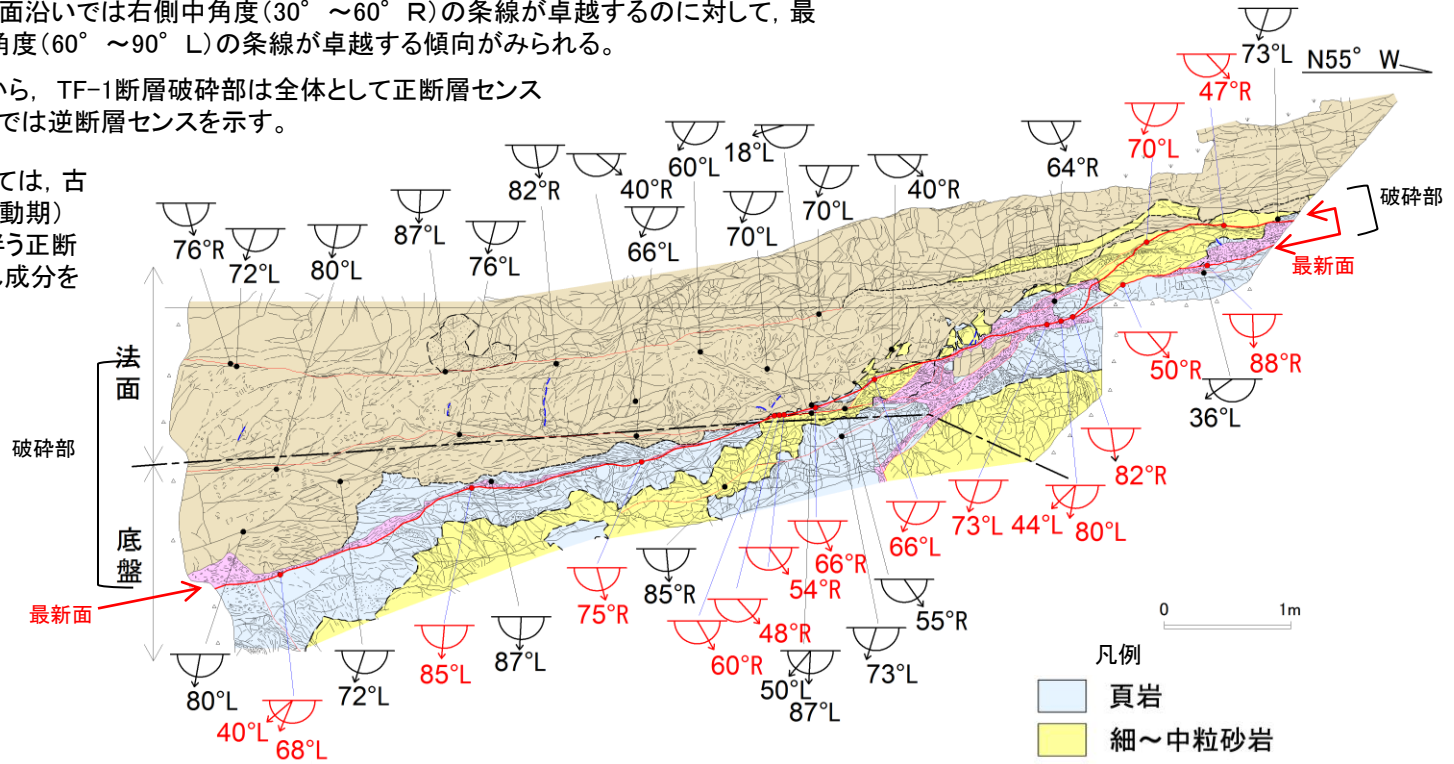 面沿いでは右側中角度(30°～60°R)の条線が卓越するのに対して，最
角度(60°～90°L)の条線が卓越する傾向がみられる。
から，TF-1断層破砕部は全体として正断層センス
では逆断層センスを示す。
ては，古
動期)
伴う正断
し成分を
73°L
N55°W
47°R
70°L
60°L
18°L
64°R
82°R
40°R
70°L
40°R
76°R
72°L
80°L
87°L
76°L
66°L
70°L
破砕部
最新面
法面
50°R
88°R
36°L
破砕部
82°R
底盤
66°L
73°L
44°L
80°L
66°R
54°R
75°R
85°R
48°R
55°R
最新面
60°R
73°L
0
1m
80°L
72°L
85°L
87°L
50°L
87°L
40°L
68°L
凡例
頁岩
細～中粒砂岩